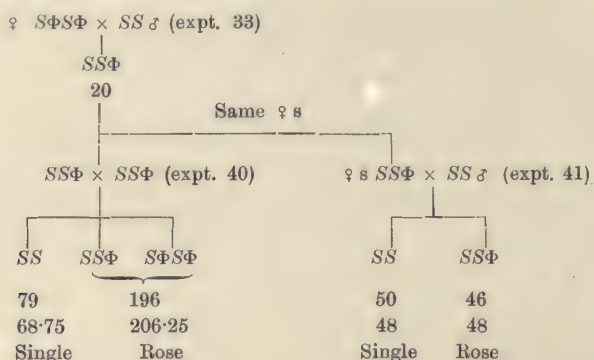 ♀ SΦSΦ × SS ♂ (expt. 33)
SSΦ
20
Same ♀ s
SSΦ × SSΦ (expt. 40) ♀ s SSΦ × SS ♂ (expt. 41)
SS SSΦ SΦSΦ SS SSΦ
79 196 50 46
68·75 206·25 48 48
Single Rose Single Rose